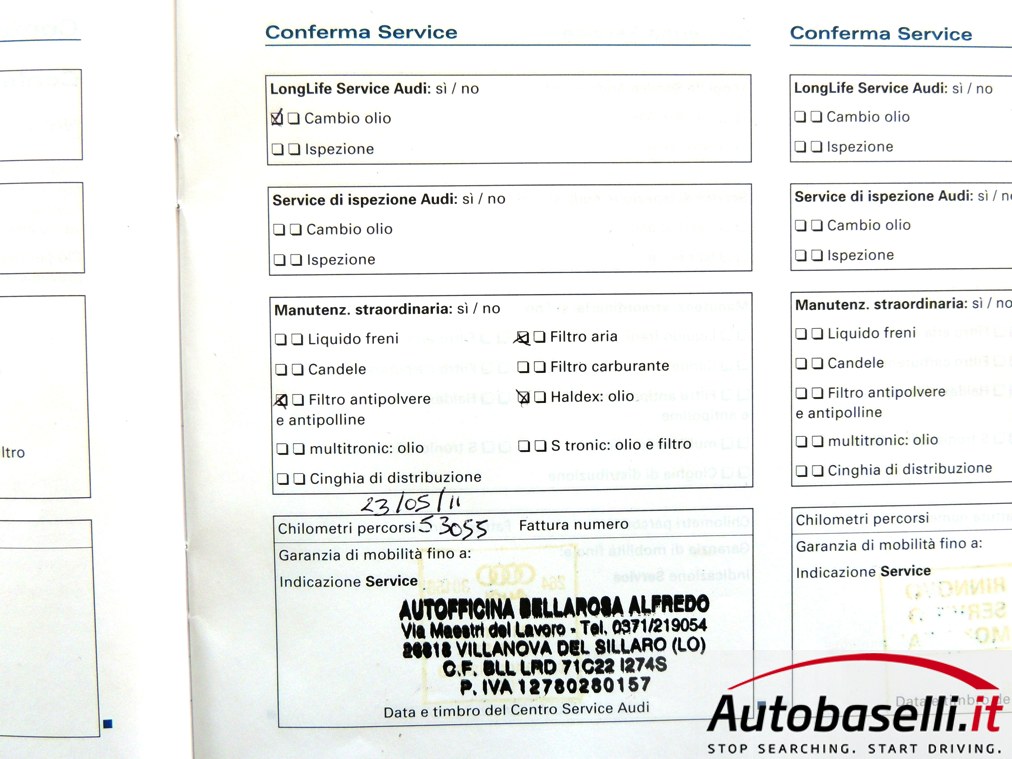 Conferma Service
LongLife Service Audi: sì / no
Cambio olio
Ispezione
Service di ispezione Audi: sì / no
Cambio olio
Ispezione
Manutenz. straordinaria: sì / no
Liquido freni
Filtro aria
Candele
Filtro carburante
Filtro antipolvere
e antipolline
Haldex: olio
multitronic: olio
S tronic: olio e filtro
Cinghia di distribuzione
23/05/11
Chilometri percorsi 53055 Fattura numero
Garanzia di mobilità fino a:
Indicazione Service
AUTOFFICINA BELLAROSA ALFREDO
Via Maestri del Lavoro - Tel. 0371/219054
26818 VILLANOVA DEL SILLARO (LO)
C.F. BLL LRD 71C22 I274S
P. IVA 12780280157
Data e timbro del Centro Service Audi
Conferma Service
LongLife Service Audi: sì / no
Cambio olio
Ispezione
Service di ispezione Audi: sì / no
Cambio olio
Ispezione
Manutenz. straordinaria: sì / no
Liquido freni
Candele
Filtro antipolvere
e antipolline
multitronic: olio
Cinghia di distribuzione
Chilometri percorsi
Garanzia di mobilità fino a:
Indicazione Service
Autobaselli.it
STOP SEARCHING. START DRIVING.